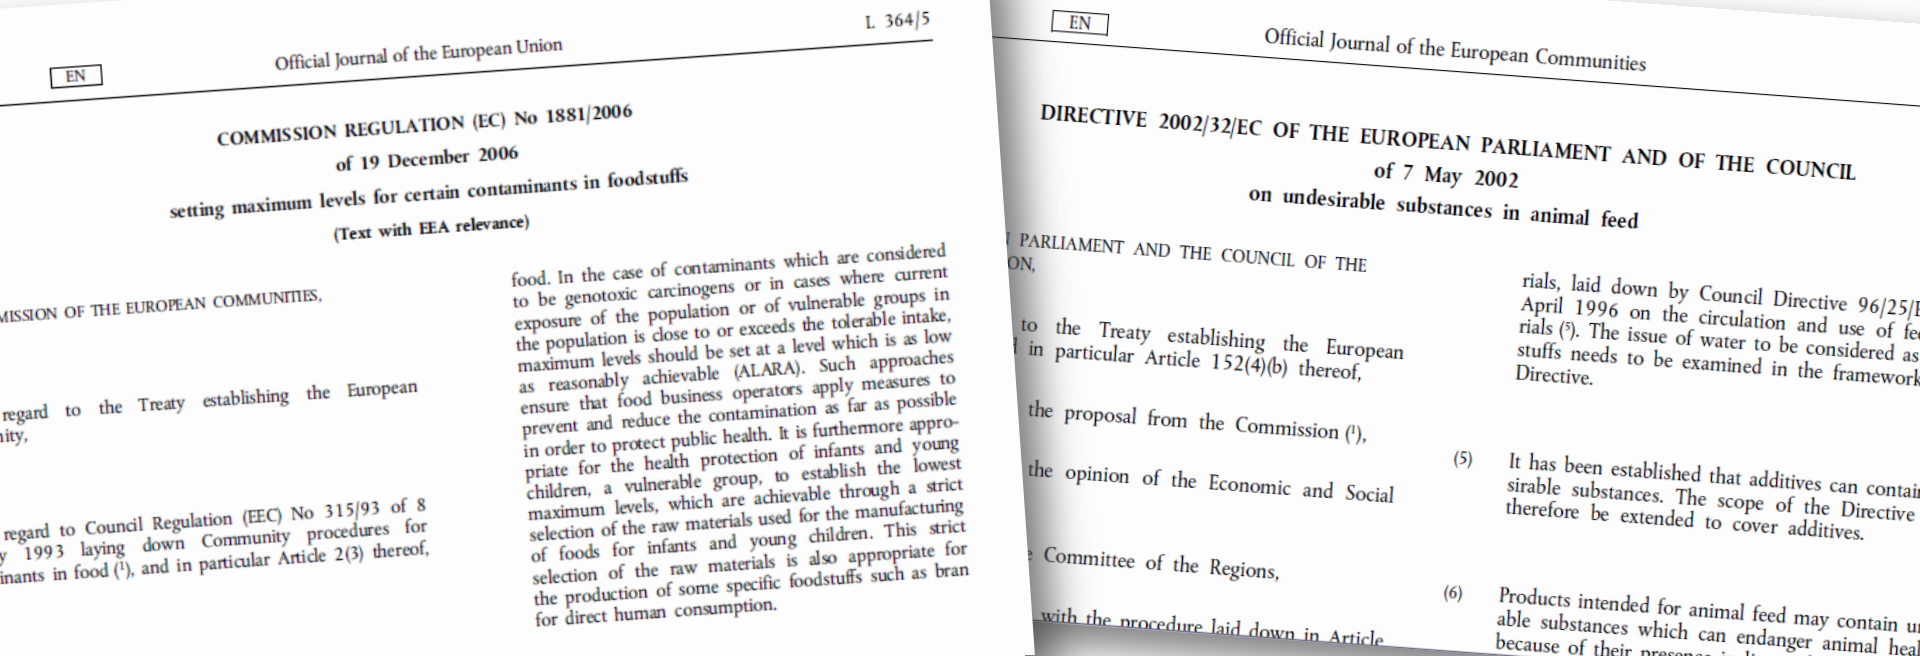 L 364/5
EN
Official Journal of the European Union
COMMISSION REGULATION (EC) No 1881/2006
of 19 December 2006
setting maximum levels for certain contaminants in foodstuffs
(Text with EEA relevance)
MISSION OF THE EUROPEAN COMMUNITIES,
regard to the Treaty establishing the European
nity,
regard to Council Regulation (EEC) No 315/93 of 8
y 1993 laying down Community procedures for
inants in food (¹), and in particular Article 2(3) thereof,
food. In the case of contaminants which are considered
to be genotoxic carcinogens or in cases where current
exposure of the population or of vulnerable groups in
the population is close to or exceeds the tolerable intake,
maximum levels should be set at a level which is as low
as reasonably achievable (ALARA). Such approaches
ensure that food business operators apply measures to
prevent and reduce the contamination as far as possible
in order to protect public health. It is furthermore appro-
priate for the health protection of infants and young
children, a vulnerable group, to establish the lowest
maximum levels, which are achievable through a strict
selection of the raw materials used for the manufacturing
of foods for infants and young children. This strict
selection of the raw materials is also appropriate for
the production of some specific foodstuffs such as bran
for direct human consumption.
EN
Official Journal of the European Communities
DIRECTIVE 2002/32/EC OF THE EUROPEAN PARLIAMENT AND OF THE COUNCIL
of 7 May 2002
on undesirable substances in animal feed
PARLIAMENT AND THE COUNCIL OF THE
ON,
to the Treaty establishing the European
in particular Article 152(4)(b) thereof,
the proposal from the Commission (¹),
the opinion of the Economic and Social
Committee of the Regions,
with the procedure laid down in Article
rials, laid down by Council Directive 96/25/E
April 1996 on the circulation and use of fee
rials (⁵). The issue of water to be considered as
stuffs needs to be examined in the framework
Directive.
(5) It has been established that additives can contain
sirable substances. The scope of the Directive
therefore be extended to cover additives.
(6) Products intended for animal feed may contain un
able substances which can endanger animal heal
because of their